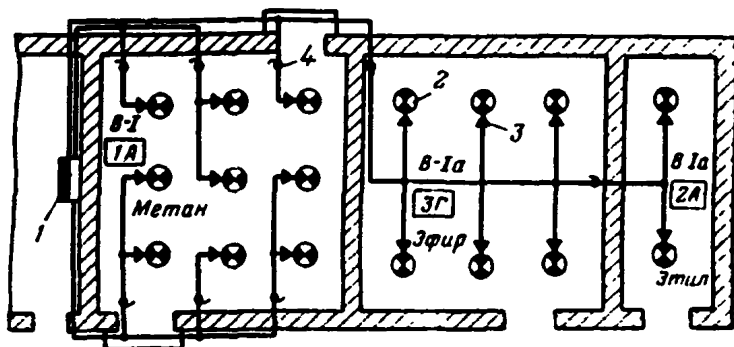 4
2
3
В-I
1А
Метан
1
В-Iа
3Г
Эфир
В Iа
2А
Этил